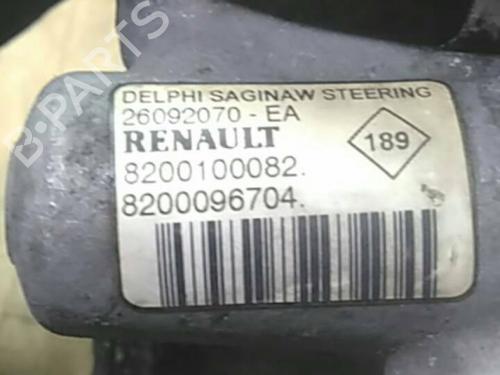 B-PARTS
DELPHI SAGINAW STEERING
26092070 - EA
RENAULT
189
8200100082.
8200096704.